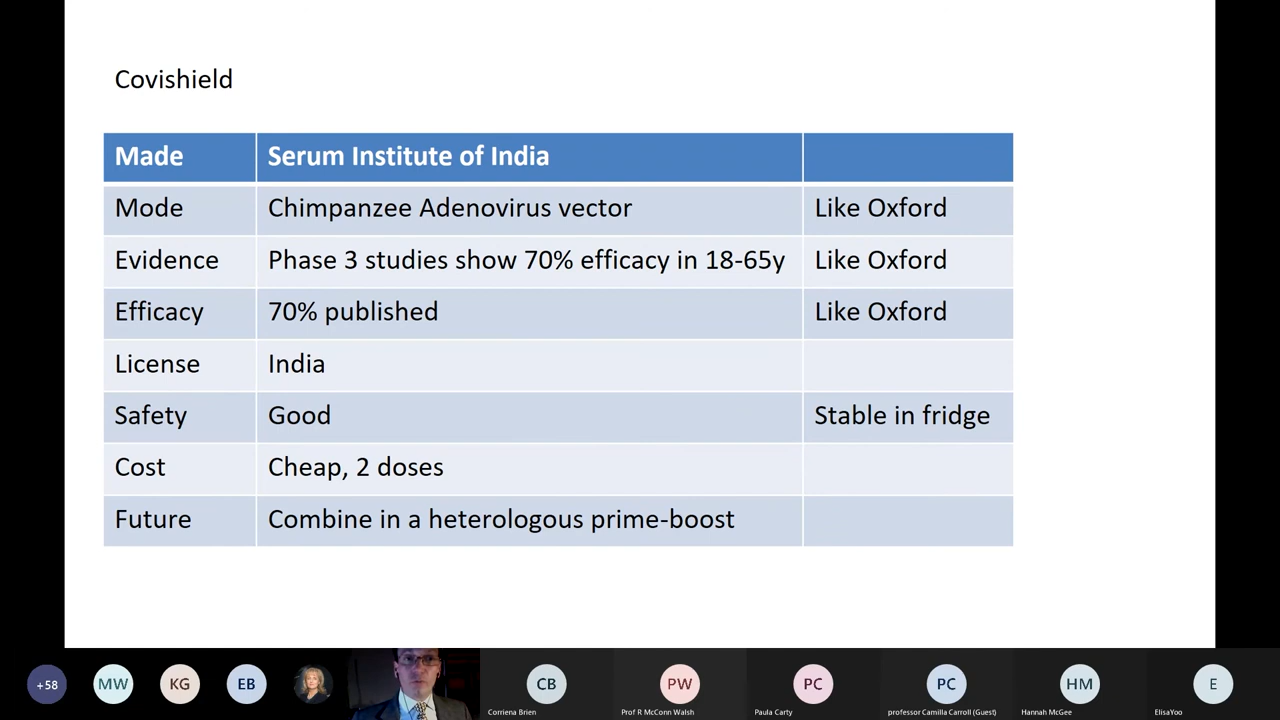 Covishield
Made Serum Institute of India
Mode Chimpanzee Adenovirus vector Like Oxford
Evidence Phase 3 studies show 70% efficacy in 18-65y Like Oxford
Efficacy 70% published Like Oxford
License India
Safety Good Stable in fridge
Cost Cheap, 2 doses
Future Combine in a heterologous prime-boost
+58 MW KG EB CB PW PC PC HM E
Corriena Brien Prof R McConn Walsh Paula Carty professor Camilla Carroll (Guest) Hannah McGee ElisaYoo